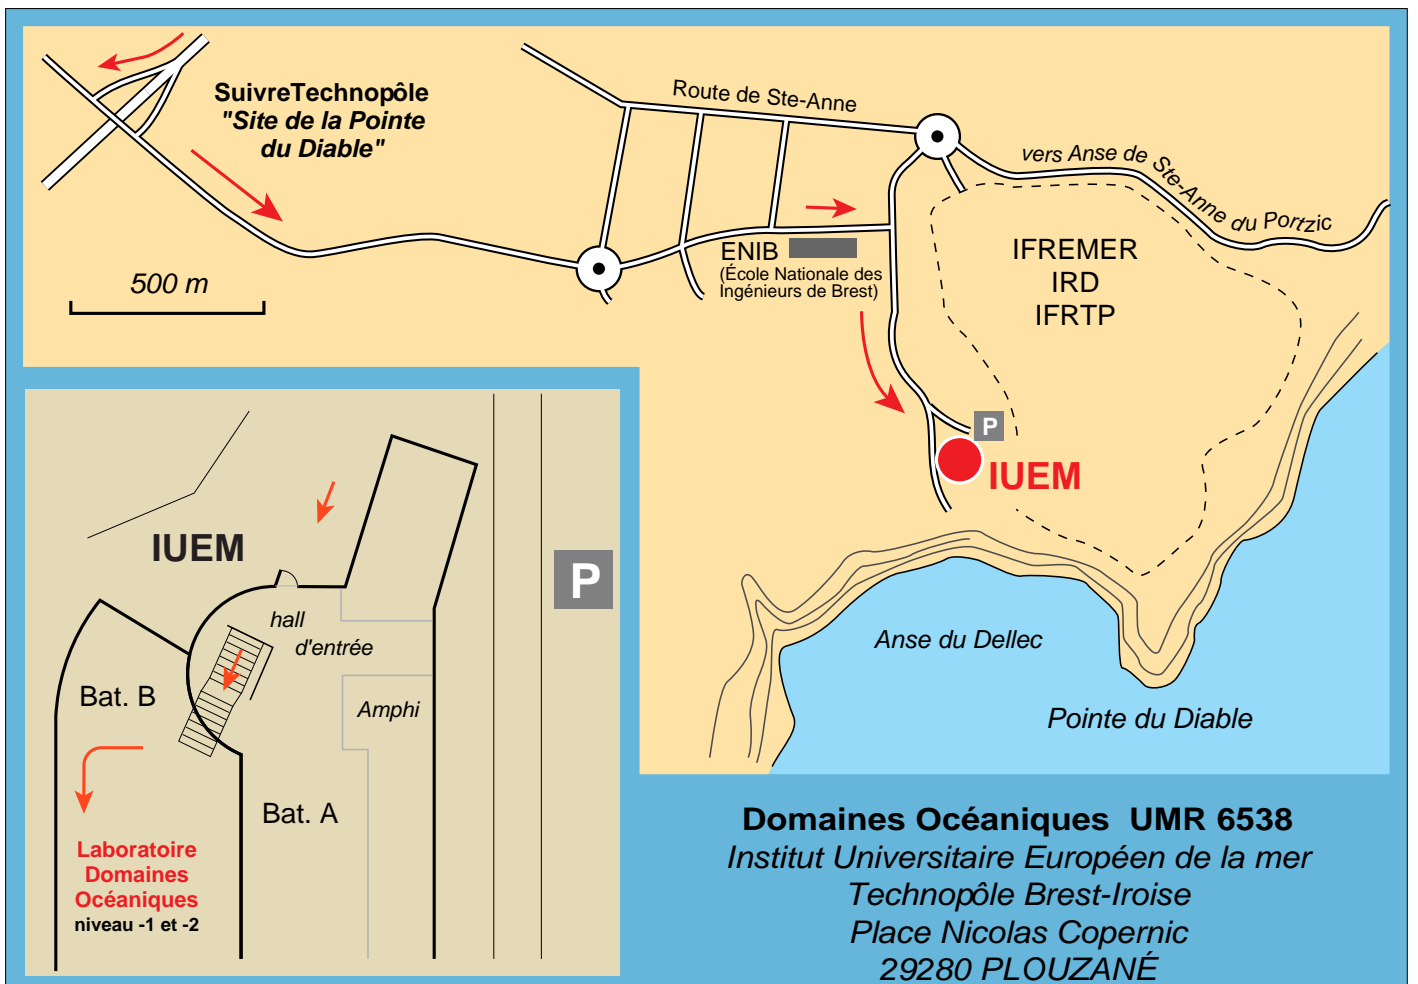 SuivreTechnopôle
"Site de la Pointe
du Diable"
500 m
Route de Ste-Anne
vers Anse de Ste-Anne du Portzic
ENIB
(École Nationale des
Ingénieurs de Brest)
IFREMER
IRD
IFRTP
P
IUEM
Anse du Dellec
Pointe du Diable
IUEM
P
hall
d'entrée
Bat. B
Amphi
Bat. A
Laboratoire
Domaines
Océaniques
niveau -1 et -2
Domaines Océaniques UMR 6538
Institut Universitaire Européen de la mer
Technopôle Brest-Iroise
Place Nicolas Copernic
29280 PLOUZANÉ